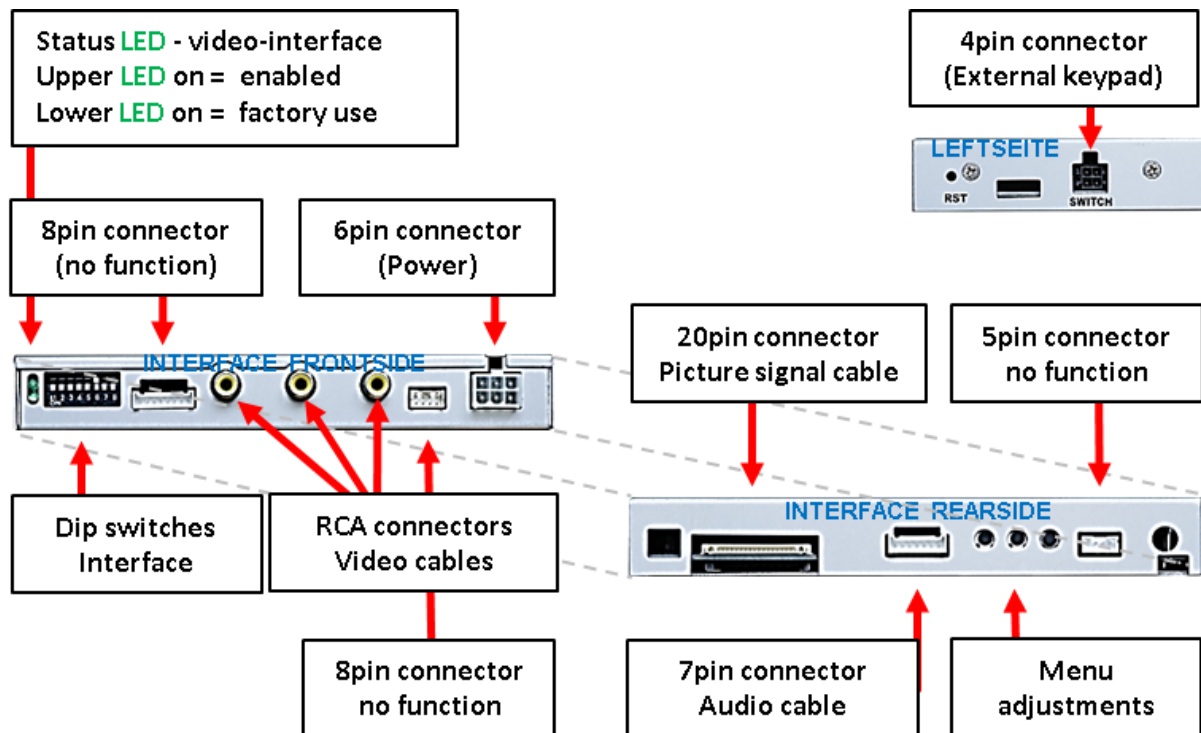 Status LED - video-interface
Upper LED on = enabled
Lower LED on = factory use
4pin connector
(External keypad)
LEFTSEITE
RST
SWITCH
8pin connector
(no function)
6pin connector
(Power)
20pin connector
Picture signal cable
5pin connector
no function
INTERFACE FRONTSIDE
1 2 3 4 5 6 7 8
Dip switches
Interface
RCA connectors
Video cables
INTERFACE REARSIDE
8pin connector
no function
7pin connector
Audio cable
Menu
adjustments